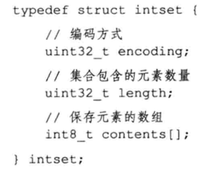 typedef struct intset {
// 编码方式
uint32_t encoding;
// 集合包含的元素数量
uint32_t length;
// 保存元素的数组
int8_t contents[];
} intset;